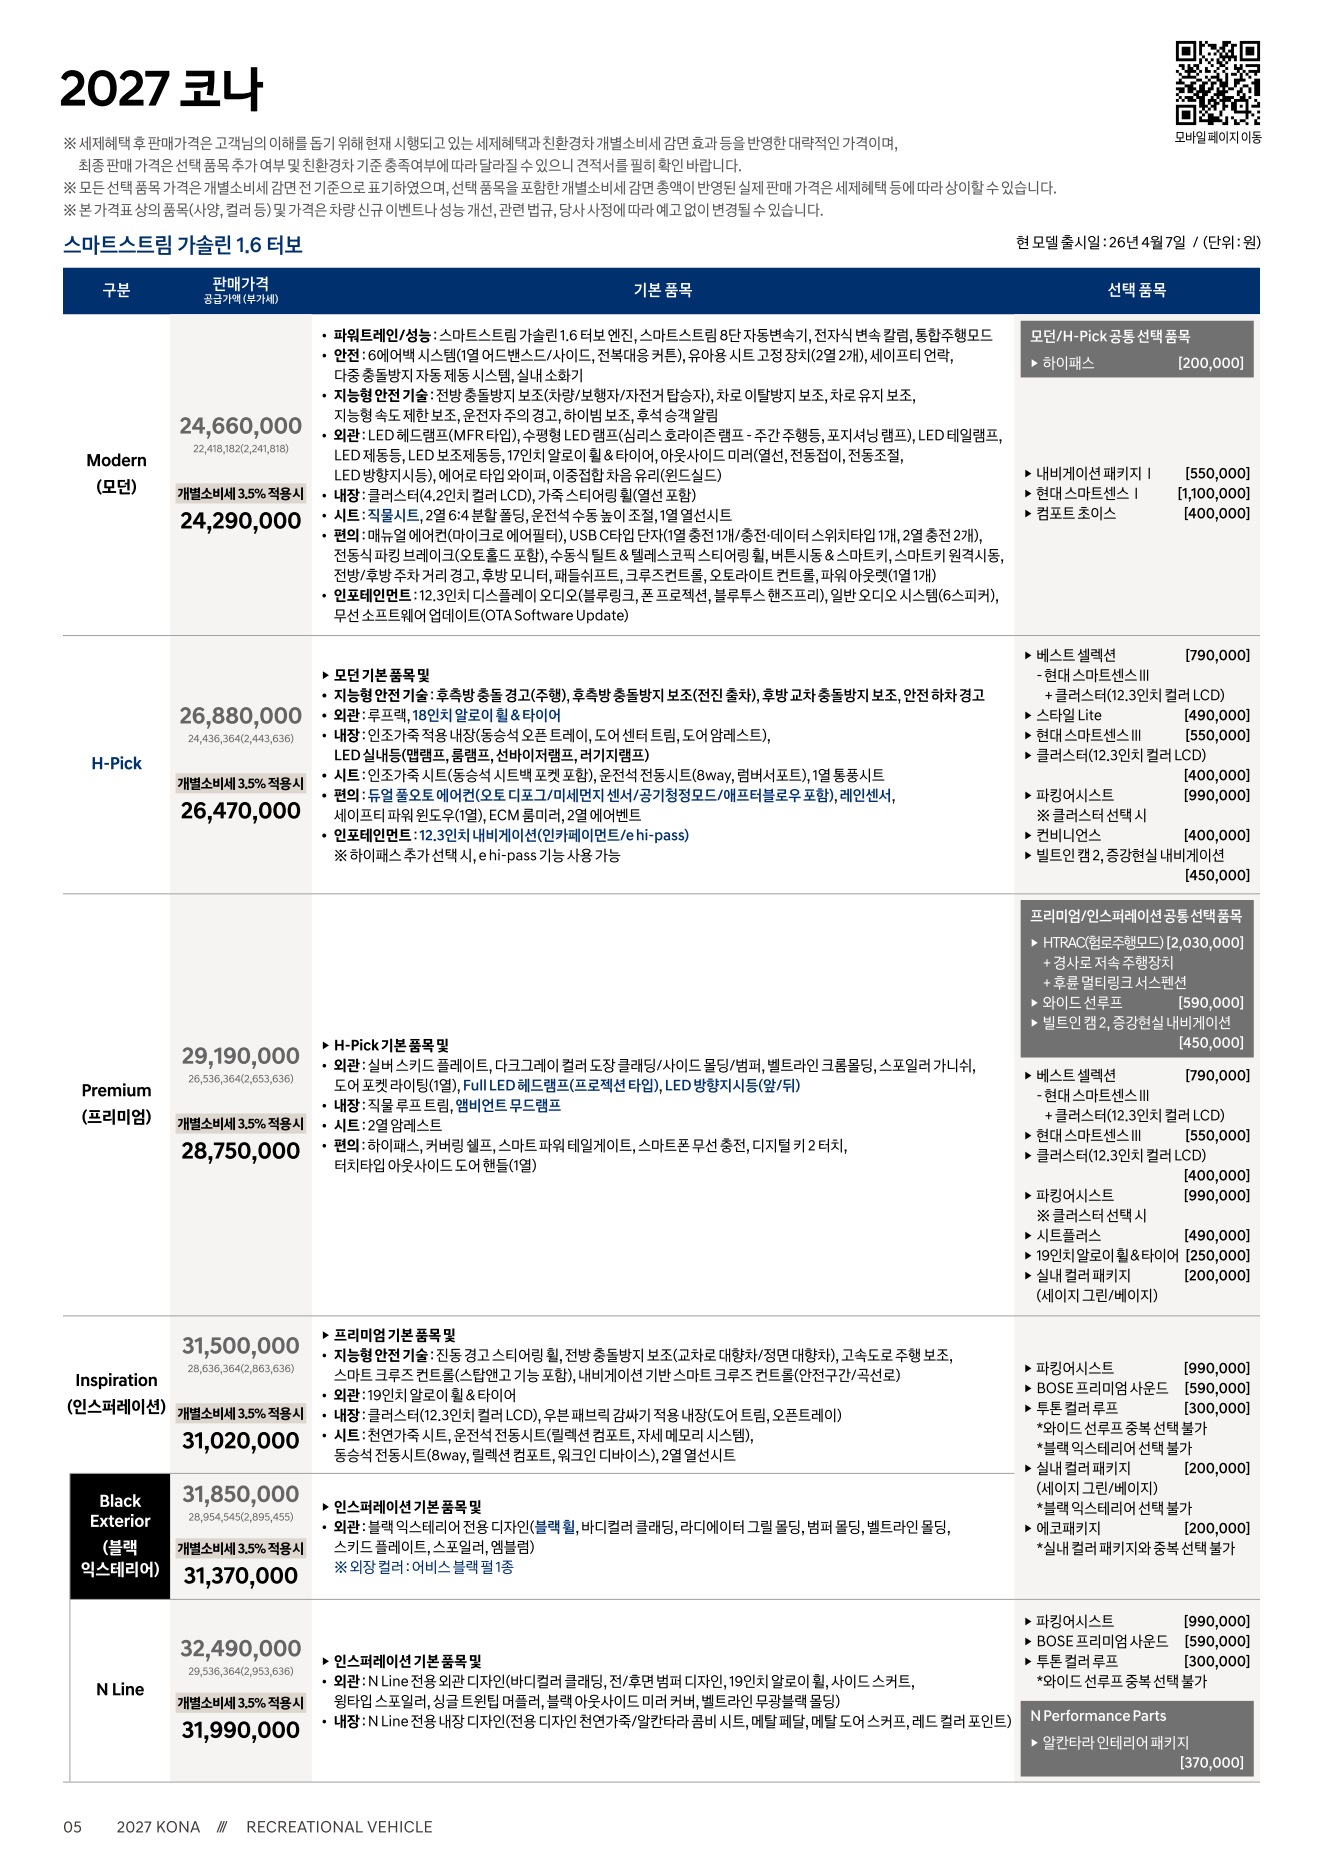 2027 코나
모바일 페이지 이동
※ 세제혜택 후 판매가격은 고객님의 이해를 돕기 위해 현재 시행되고 있는 세제혜택과 친환경차 개별소비세 감면 효과 등을 반영한 대략적인 가격이며,
최종 판매 가격은 선택 품목 추가 여부 및 친환경차 기준 충족여부에 따라 달라질 수 있으니 견적서를 필히 확인 바랍니다.
※ 모든 선택 품목 가격은 개별소비세 감면 전 기준으로 표기하였으며, 선택 품목을 포함한 개별소비세 감면 총액이 반영된 실제 판매 가격은 세제혜택 등에 따라 상이할 수 있습니다.
※ 본 가격표 상의 품목(사양, 컬러 등) 및 가격은 차량 신규 이벤트나 성능 개선, 관련 법규, 당사 사정에 따라 예고 없이 변경될 수 있습니다.
스마트스트림 가솔린 1.6 터보
현 모델 출시일 : 26년 4월 7일 / (단위 : 원)
구분
판매가격
공급가액 (부가세)
기본 품목
선택 품목
Modern
(모던)
24,660,000
22,418,182(2,241,818)
개별소비세 3.5% 적용 시
24,290,000
• 파워트레인/성능 : 스마트스트림 가솔린 1.6 터보 엔진, 스마트스트림 8단 자동변속기, 전자식 변속 칼럼, 통합주행모드
• 안전 : 6에어백 시스템(1열 어드밴스드/사이드, 전복대응 커튼), 유아용 시트 고정 장치(2열 2개), 세이프티 언락,
다중 충돌방지 자동 제동 시스템, 실내 소화기
• 지능형 안전 기술 : 전방 충돌방지 보조(차량/보행자/자전거 탑승자), 차로 이탈방지 보조, 차로 유지 보조,
지능형 속도 제한 보조, 운전자 주의 경고, 하이빔 보조, 후석 승객 알림
• 외관 : LED 헤드램프(MFR 타입), 수평형 LED 램프(심리스 호라이즌 램프 - 주간 주행등, 포지셔닝 램프), LED 테일램프,
LED 제동등, LED 보조제동등, 17인치 알로이 휠 & 타이어, 아웃사이드 미러(열선, 전동접이, 전동조절,
LED 방향지시등), 에어로 타입 와이퍼, 이중접합 차음 유리(윈드실드)
• 내장 : 클러스터(4.2인치 컬러 LCD), 가죽 스티어링 휠(열선 포함)
• 시트 : 직물시트, 2열 6:4 분할 폴딩, 운전석 수동 높이 조절, 1열 열선시트
• 편의 : 매뉴얼 에어컨(마이크로 에어필터), USB C타입 단자(1열 충전 1개/충전·데이터 스위치타입 1개, 2열 충전 2개),
전동식 파킹 브레이크(오토홀드 포함), 수동식 틸트 & 텔레스코픽 스티어링 휠, 버튼시동 & 스마트키, 스마트키 원격시동,
전방/후방 주차 거리 경고, 후방 모니터, 패들쉬프트, 크루즈컨트롤, 오토라이트 컨트롤, 파워 아웃렛(1열 1개)
• 인포테인먼트 : 12.3인치 디스플레이 오디오(블루링크, 폰 프로젝션, 블루투스 핸즈프리), 일반 오디오 시스템(6스피커),
무선 소프트웨어 업데이트(OTA Software Update)
모던/H-Pick 공통 선택 품목
▶ 하이패스 [200,000]
▶ 내비게이션 패키지 Ⅰ [550,000]
▶ 현대 스마트센스 Ⅰ [1,100,000]
▶ 컴포트 초이스 [400,000]
H-Pick
26,880,000
24,436,364(2,443,636)
개별소비세 3.5% 적용 시
26,470,000
▶ 모던 기본 품목 및
• 지능형 안전 기술 : 후측방 충돌 경고(주행), 후측방 충돌방지 보조(전진 출차), 후방 교차 충돌방지 보조, 안전 하차 경고
• 외관 : 루프랙, 18인치 알로이 휠 & 타이어
• 내장 : 인조가죽 적용 내장(동승석 오픈 트레이, 도어 센터 트림, 도어 암레스트),
LED 실내등(맵램프, 룸램프, 선바이저램프, 러기지램프)
• 시트 : 인조가죽 시트(동승석 시트백 포켓 포함), 운전석 전동시트(8way, 럼버서포트), 1열 통풍시트
• 편의 : 듀얼 풀오토 에어컨(오토 디포그/미세먼지 센서/공기청정모드/애프터블로우 포함), 레인센서,
세이프티 파워 윈도우(1열), ECM 룸미러, 2열 에어벤트
• 인포테인먼트 : 12.3인치 내비게이션(인카페이먼트/e hi-pass)
※ 하이패스 추가 선택 시, e hi-pass 기능 사용 가능
▶ 베스트 셀렉션 [790,000]
- 현대 스마트센스 Ⅲ
+ 클러스터(12.3인치 컬러 LCD)
▶ 스타일 Lite [490,000]
▶ 현대 스마트센스 Ⅲ [550,000]
▶ 클러스터(12.3인치 컬러 LCD)
[400,000]
▶ 파킹어시스트 [990,000]
※ 클러스터 선택 시
▶ 컨비니언스 [400,000]
▶ 빌트인 캠 2, 증강현실 내비게이션
[450,000]
Premium
(프리미엄)
29,190,000
26,536,364(2,653,636)
개별소비세 3.5% 적용 시
28,750,000
▶ H-Pick 기본 품목 및
• 외관 : 실버 스키드 플레이트, 다크그레이 컬러 도장 클래딩/사이드 몰딩/범퍼, 벨트라인 크롬몰딩, 스포일러 가니쉬,
도어 포켓 라이팅(1열), Full LED 헤드램프(프로젝션 타입), LED 방향지시등(앞/뒤)
• 내장 : 직물 루프 트림, 앰비언트 무드램프
• 시트 : 2열 암레스트
• 편의 : 하이패스, 커버링 쉘프, 스마트 파워 테일게이트, 스마트폰 무선 충전, 디지털 키 2 터치,
터치타입 아웃사이드 도어 핸들(1열)
프리미엄/인스퍼레이션 공통 선택 품목
▶ HTRAC(험로주행모드) [2,030,000]
+ 경사로 저속 주행장치
+ 후륜 멀티링크 서스펜션
▶ 와이드 선루프 [590,000]
▶ 빌트인 캠 2, 증강현실 내비게이션
[450,000]
▶ 베스트 셀렉션 [790,000]
- 현대 스마트센스 Ⅲ
+ 클러스터(12.3인치 컬러 LCD)
▶ 현대 스마트센스 Ⅲ [550,000]
▶ 클러스터(12.3인치 컬러 LCD)
[400,000]
▶ 파킹어시스트 [990,000]
※ 클러스터 선택 시
▶ 시트플러스 [490,000]
▶ 19인치 알로이 휠 & 타이어 [250,000]
▶ 실내 컬러 패키지 [200,000]
(세이지 그린/베이지)
Inspiration
(인스퍼레이션)
31,500,000
28,636,364(2,863,636)
개별소비세 3.5% 적용 시
31,020,000
▶ 프리미엄 기본 품목 및
• 지능형 안전 기술 : 진동 경고 스티어링 휠, 전방 충돌방지 보조(교차로 대향차/정면 대향차), 고속도로 주행 보조,
스마트 크루즈 컨트롤(스탑앤고 기능 포함), 내비게이션 기반 스마트 크루즈 컨트롤(안전구간/곡선로)
• 외관 : 19인치 알로이 휠 & 타이어
• 내장 : 클러스터(12.3인치 컬러 LCD), 우븐 패브릭 감싸기 적용 내장(도어 트림, 오픈트레이)
• 시트 : 천연가죽 시트, 운전석 전동시트(릴렉션 컴포트, 자세 메모리 시스템),
동승석 전동시트(8way, 릴렉션 컴포트, 워크인 디바이스), 2열 열선시트
▶ 파킹어시스트 [990,000]
▶ BOSE 프리미엄 사운드 [590,000]
▶ 투톤 컬러 루프 [300,000]
*와이드 선루프 중복 선택 불가
*블랙 익스테리어 선택 불가
▶ 실내 컬러 패키지 [200,000]
(세이지 그린/베이지)
*블랙 익스테리어 선택 불가
▶ 에코패키지 [200,000]
*실내 컬러 패키지와 중복 선택 불가
Black
Exterior
(블랙
익스테리어)
31,850,000
28,954,545(2,895,455)
개별소비세 3.5% 적용 시
31,370,000
▶ 인스퍼레이션 기본 품목 및
• 외관 : 블랙 익스테리어 전용 디자인(블랙 휠, 바디컬러 클래딩, 라디에이터 그릴 몰딩, 범퍼 몰딩, 벨트라인 몰딩,
스키드 플레이트, 스포일러, 엠블럼)
※ 외장 컬러 : 어비스 블랙 펄 1종
N Line
32,490,000
29,536,364(2,953,636)
개별소비세 3.5% 적용 시
31,990,000
▶ 인스퍼레이션 기본 품목 및
• 외관 : N Line 전용 외관 디자인(바디컬러 클래딩, 전/후면 범퍼 디자인, 19인치 알로이 휠, 사이드 스커트,
윙타입 스포일러, 싱글 트윈팁 머플러, 블랙 아웃사이드 미러 커버, 벨트라인 무광블랙 몰딩)
• 내장 : N Line 전용 내장 디자인(전용 디자인 천연가죽/알칸타라 콤비 시트, 메탈 페달, 메탈 도어 스커프, 레드 컬러 포인트)
▶ 파킹어시스트 [990,000]
▶ BOSE 프리미엄 사운드 [590,000]
▶ 투톤 컬러 루프 [300,000]
*와이드 선루프 중복 선택 불가
N Performance Parts
▶ 알칸타라 인테리어 패키지
[370,000]
05 2027 KONA /// RECREATIONAL VEHICLE